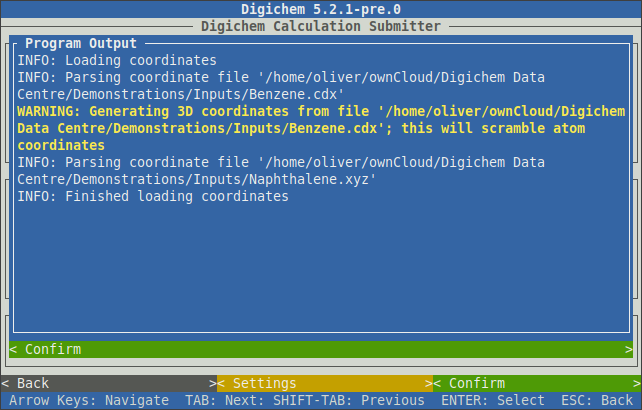 Digichem 5.2.1-pre.0
Digichem Calculation Submitter
Program Output
INFO: Loading coordinates
INFO: Parsing coordinate file '/home/oliver/ownCloud/Digichem Data
Centre/Demonstrations/Inputs/Benzene.cdx'
WARNING: Generating 3D coordinates from file '/home/oliver/ownCloud/Digichem
Data Centre/Demonstrations/Inputs/Benzene.cdx'; this will scramble atom
coordinates
INFO: Parsing coordinate file '/home/oliver/ownCloud/Digichem Data
Centre/Demonstrations/Inputs/Naphthalene.xyz'
INFO: Finished loading coordinates
< Confirm >
< Back >< Settings >< Confirm >
Arrow Keys: Navigate TAB: Next: SHIFT-TAB: Previous ENTER: Select ESC: Back